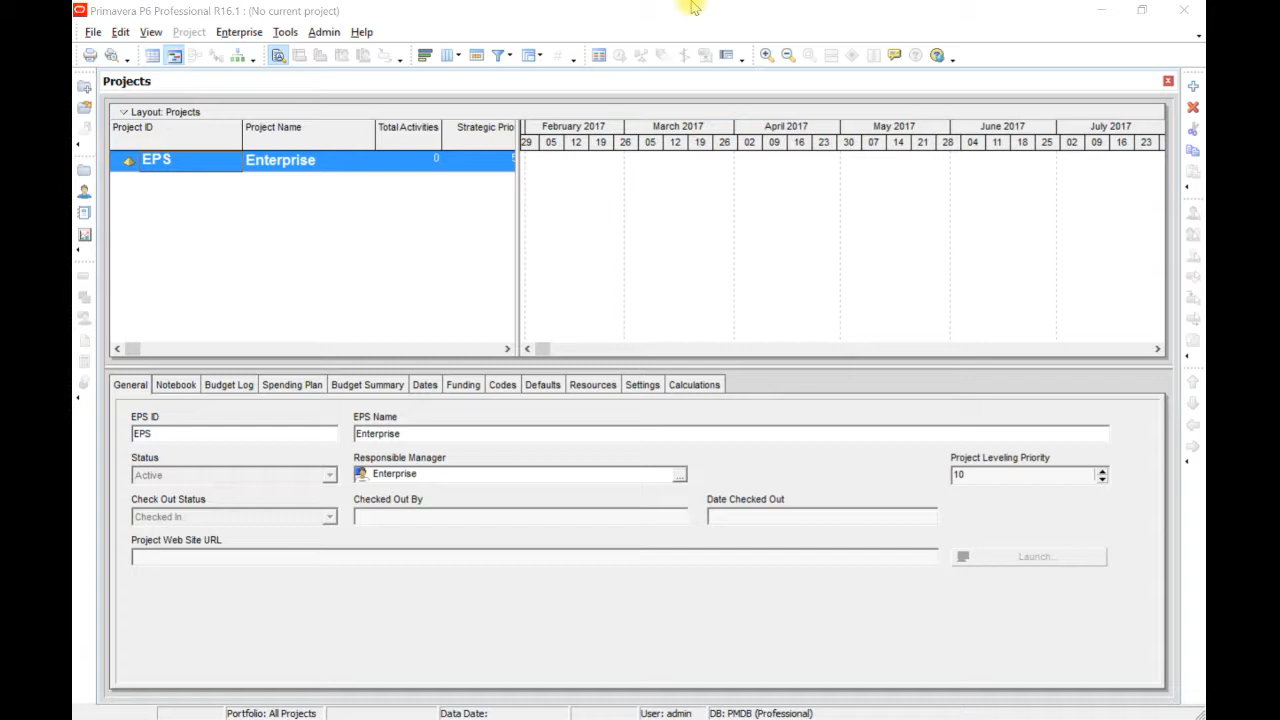 Primavera P6 Professional R16.1 : (No current project)
File Edit View Project Enterprise Tools Admin Help
Projects
Layout: Projects
Project ID Project Name Total Activities Strategic Prio
February 2017 March 2017 April 2017 May 2017 June 2017 July 2017
29 05 12 19 26 05 12 19 26 02 09 16 23 30 07 14 21 28 04 11 18 25 02 09 16 23
EPS Enterprise 0
General Notebook Budget Log Spending Plan Budget Summary Dates Funding Codes Defaults Resources Settings Calculations
EPS ID EPS Name
EPS Enterprise
Status Responsible Manager Project Leveling Priority
Active Enterprise ... 10
Check Out Status Checked Out By Date Checked Out
Checked In
Project Web Site URL
Launch...
Portfolio: All Projects Data Date: User: admin DB: PMDB (Professional)